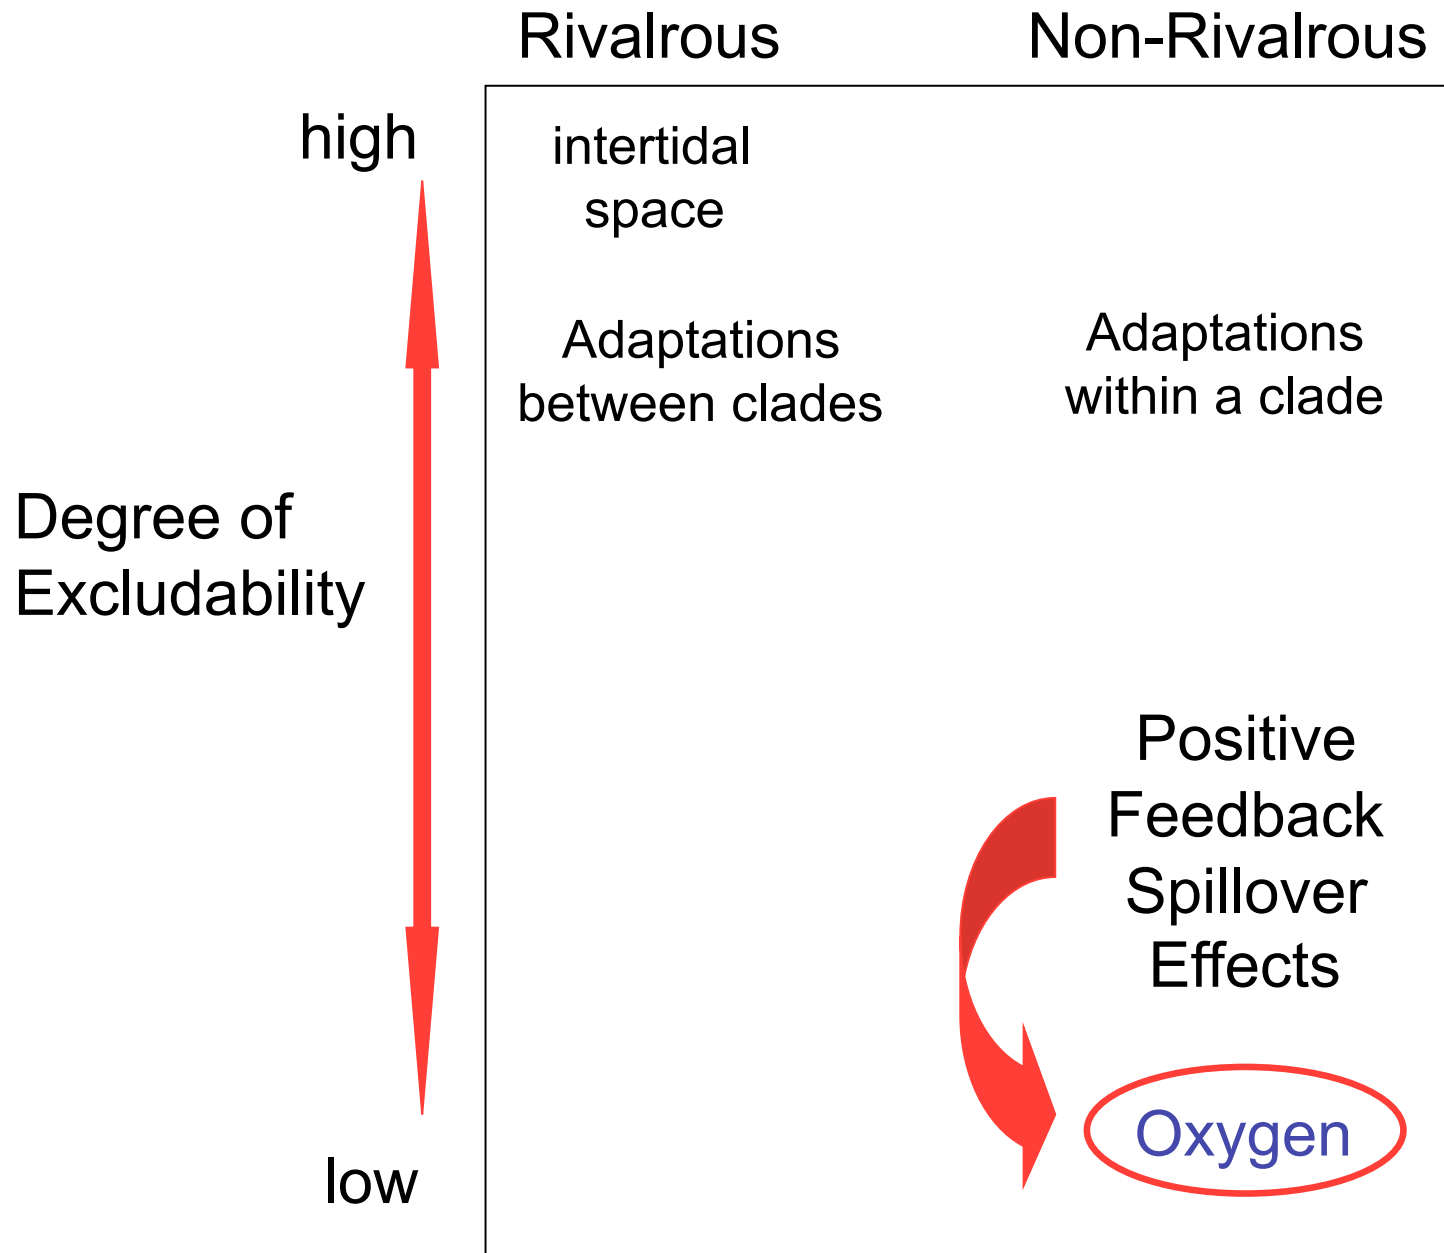 Rivalrous
Non-Rivalrous
high
intertidal
space
Adaptations
between clades
Adaptations
within a clade
Degree of
Excludability
Positive
Feedback
Spillover
Effects
Oxygen
low